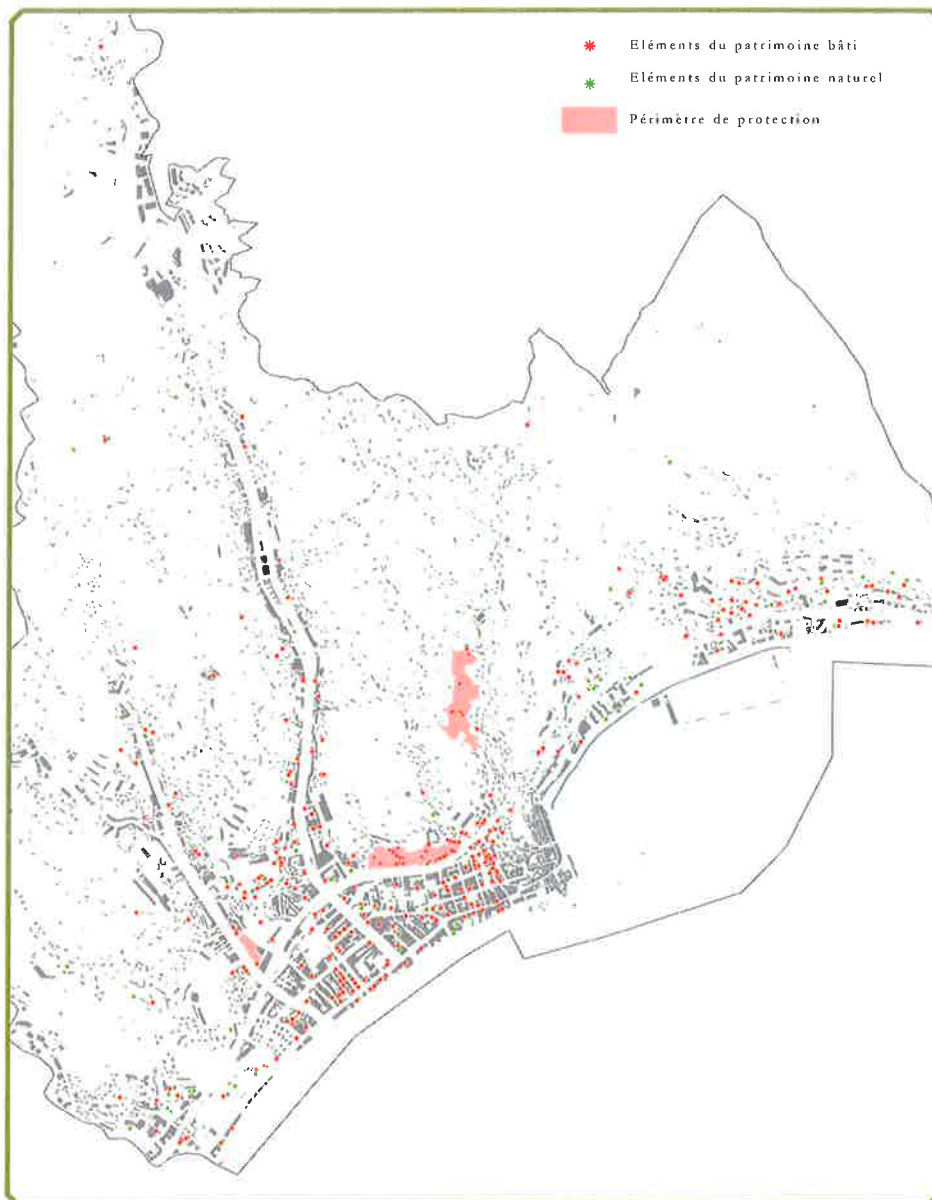 Eléments du patrimoine bâti
Eléments du patrimoine naturel
Périmètre de protection